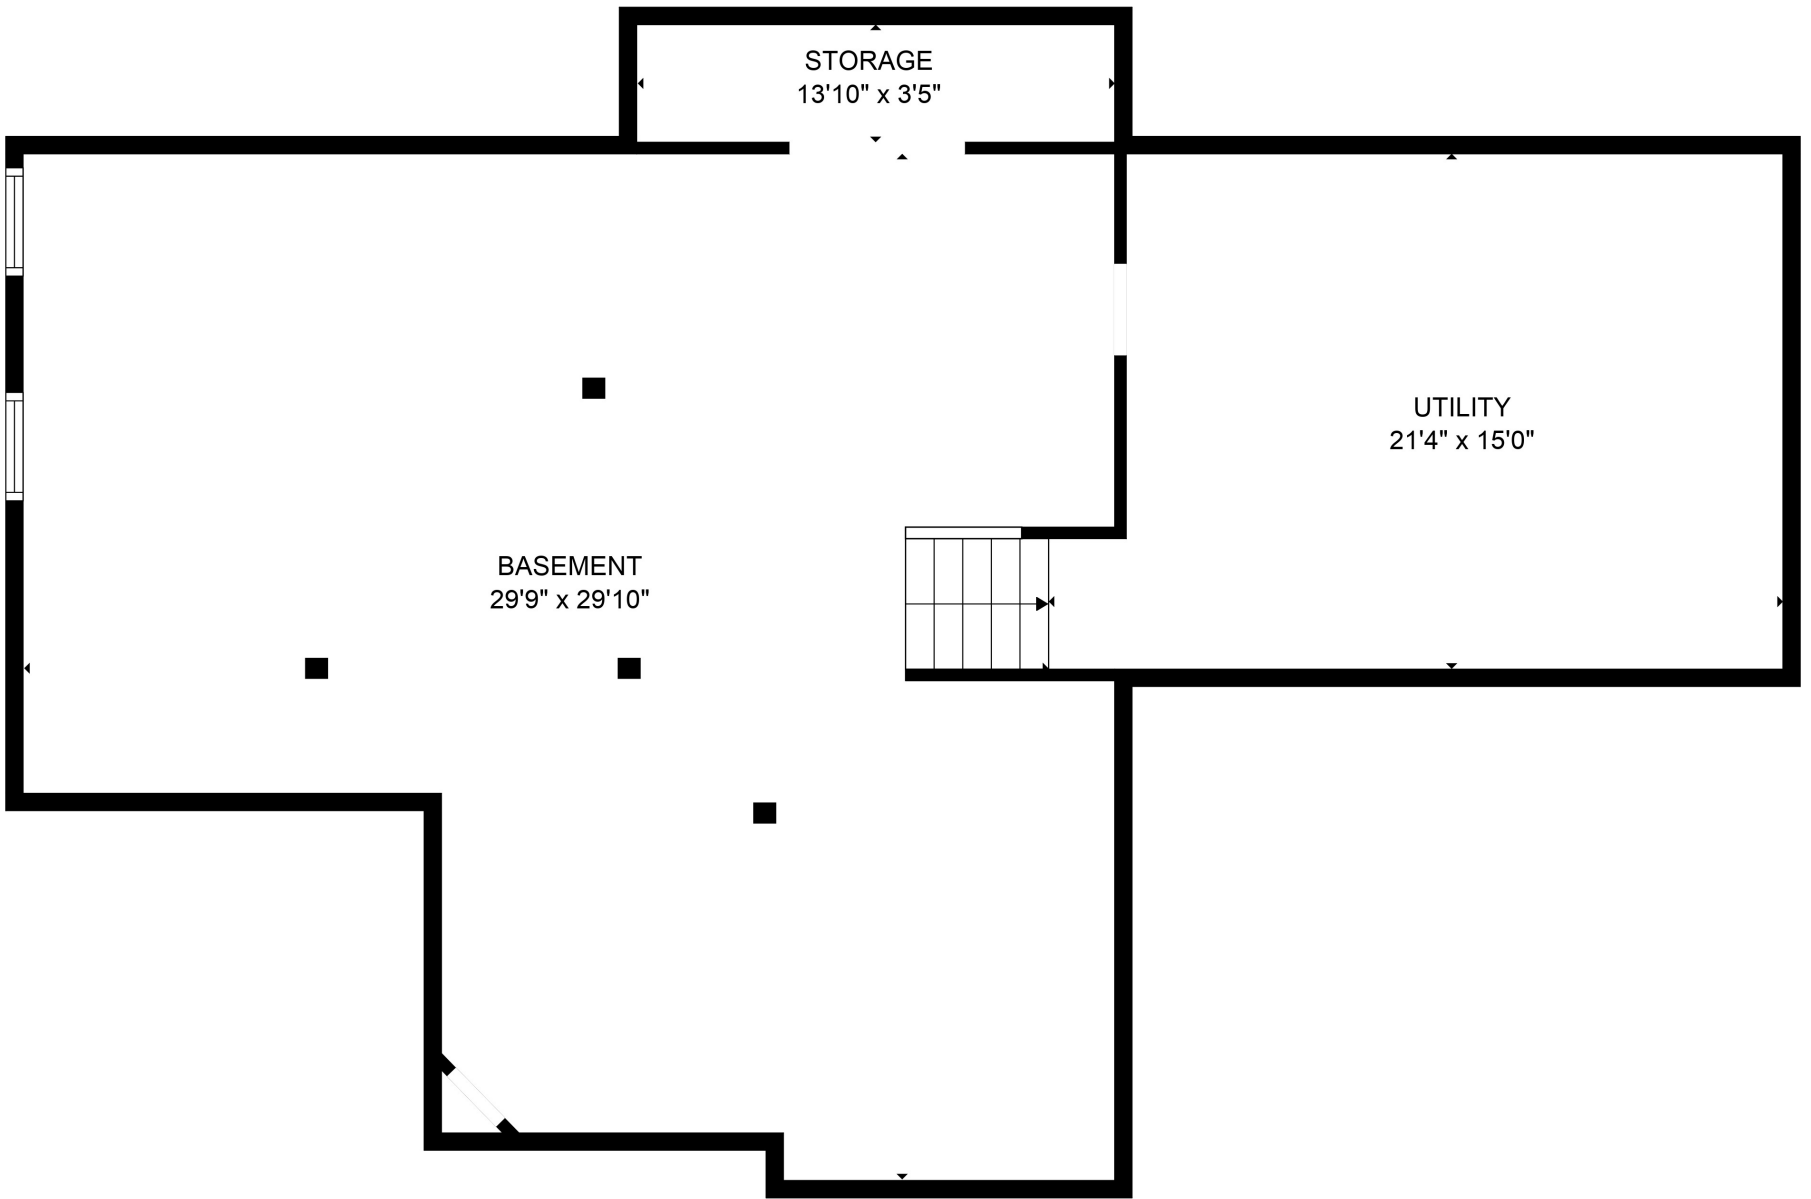 STORAGE
13'10" x 3'5"
UTILITY
21'4" x 15'0"
BASEMENT
29'9" x 29'10"